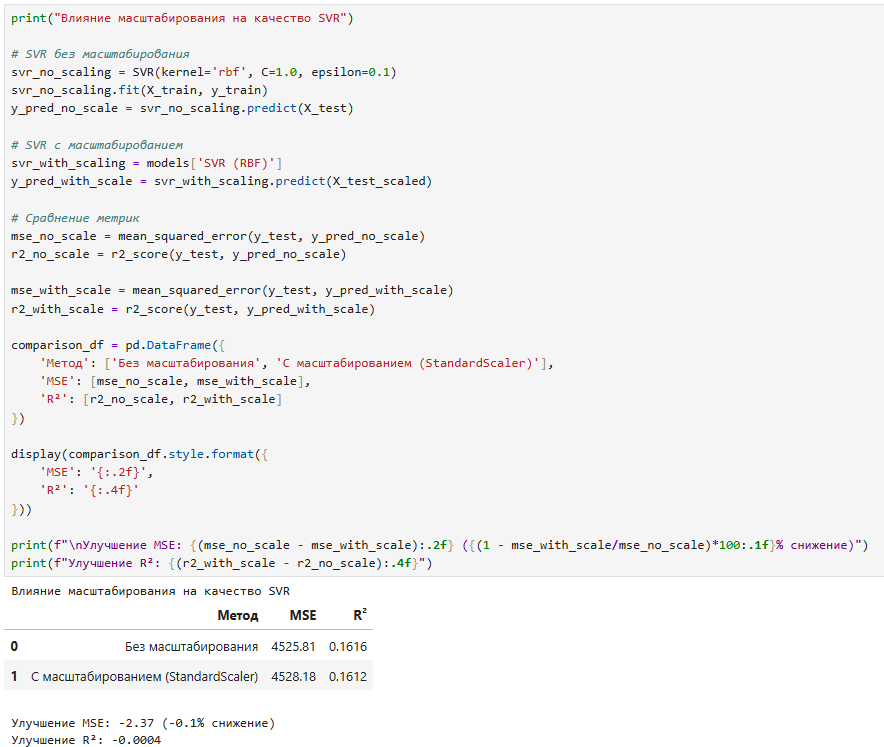 print("Влияние масштабирования на качество SVR")
# SVR без масштабирования
svr_no_scaling = SVR(kernel='rbf', C=1.0, epsilon=0.1)
svr_no_scaling.fit(X_train, y_train)
y_pred_no_scale = svr_no_scaling.predict(X_test)
# SVR с масштабированием
svr_with_scaling = models['SVR (RBF)']
y_pred_with_scale = svr_with_scaling.predict(X_test_scaled)
# Сравнение метрик
mse_no_scale = mean_squared_error(y_test, y_pred_no_scale)
r2_no_scale = r2_score(y_test, y_pred_no_scale)
mse_with_scale = mean_squared_error(y_test, y_pred_with_scale)
r2_with_scale = r2_score(y_test, y_pred_with_scale)
comparison_df = pd.DataFrame({
    'Метод': ['Без масштабирования', 'С масштабированием (StandardScaler)'],
    'MSE': [mse_no_scale, mse_with_scale],
    'R²': [r2_no_scale, r2_with_scale]
})
display(comparison_df.style.format({
    'MSE': '{:.2f}',
    'R²': '{:.4f}'
}))
print(f"\nУлучшение MSE: {(mse_no_scale - mse_with_scale):.2f} ({(1 - mse_with_scale/mse_no_scale)*100:.1f}% снижение)")
print(f"Улучшение R²: {(r2_with_scale - r2_no_scale):.4f}")
Влияние масштабирования на качество SVR
Метод MSE R²
0 Без масштабирования 4525.81 0.1616
1 С масштабированием (StandardScaler) 4528.18 0.1612
Улучшение MSE: -2.37 (-0.1% снижение)
Улучшение R²: -0.0004